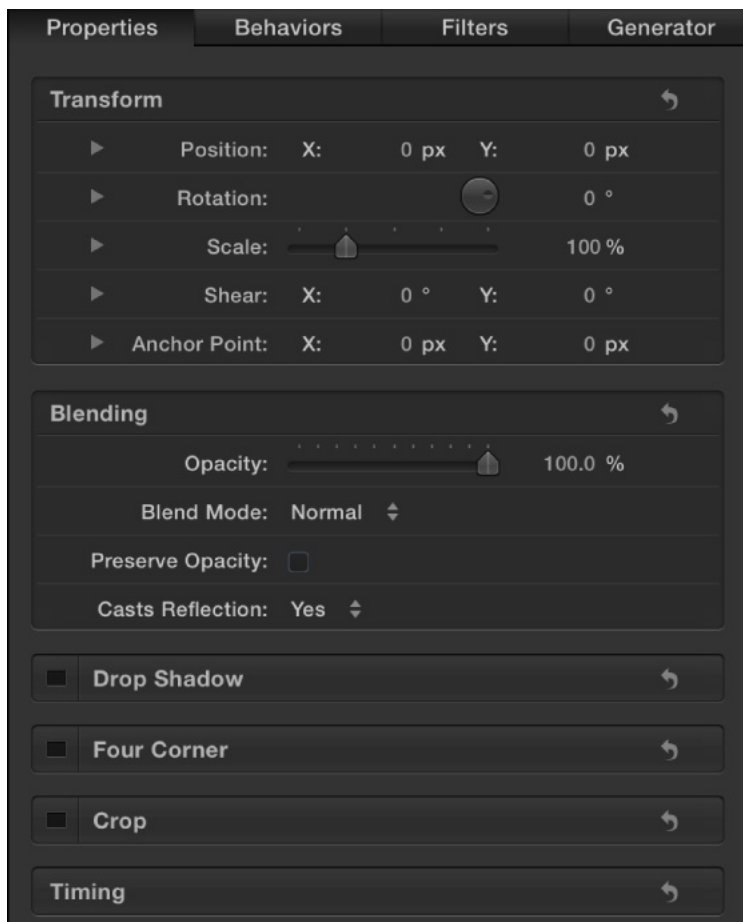 Properties Behaviors Filters Generator
Transform
Position: X: 0 px Y: 0 px
Rotation: 0 °
Scale: 100 %
Shear: X: 0 ° Y: 0 °
Anchor Point: X: 0 px Y: 0 px
Blending
Opacity: 100.0 %
Blend Mode: Normal
Preserve Opacity:
Casts Reflection: Yes
Drop Shadow
Four Corner
Crop
Timing